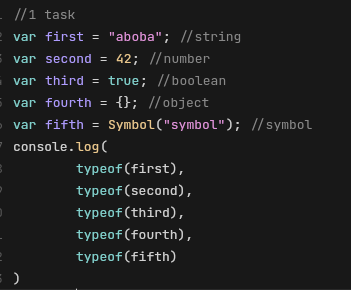 //1 task
var first = "aboba"; //string
var second = 42; //number
var third = true; //boolean
var fourth = {}; //object
var fifth = Symbol("symbol"); //symbol
console.log(
        typeof(first),
        typeof(second),
        typeof(third),
        typeof(fourth),
        typeof(fifth)
)